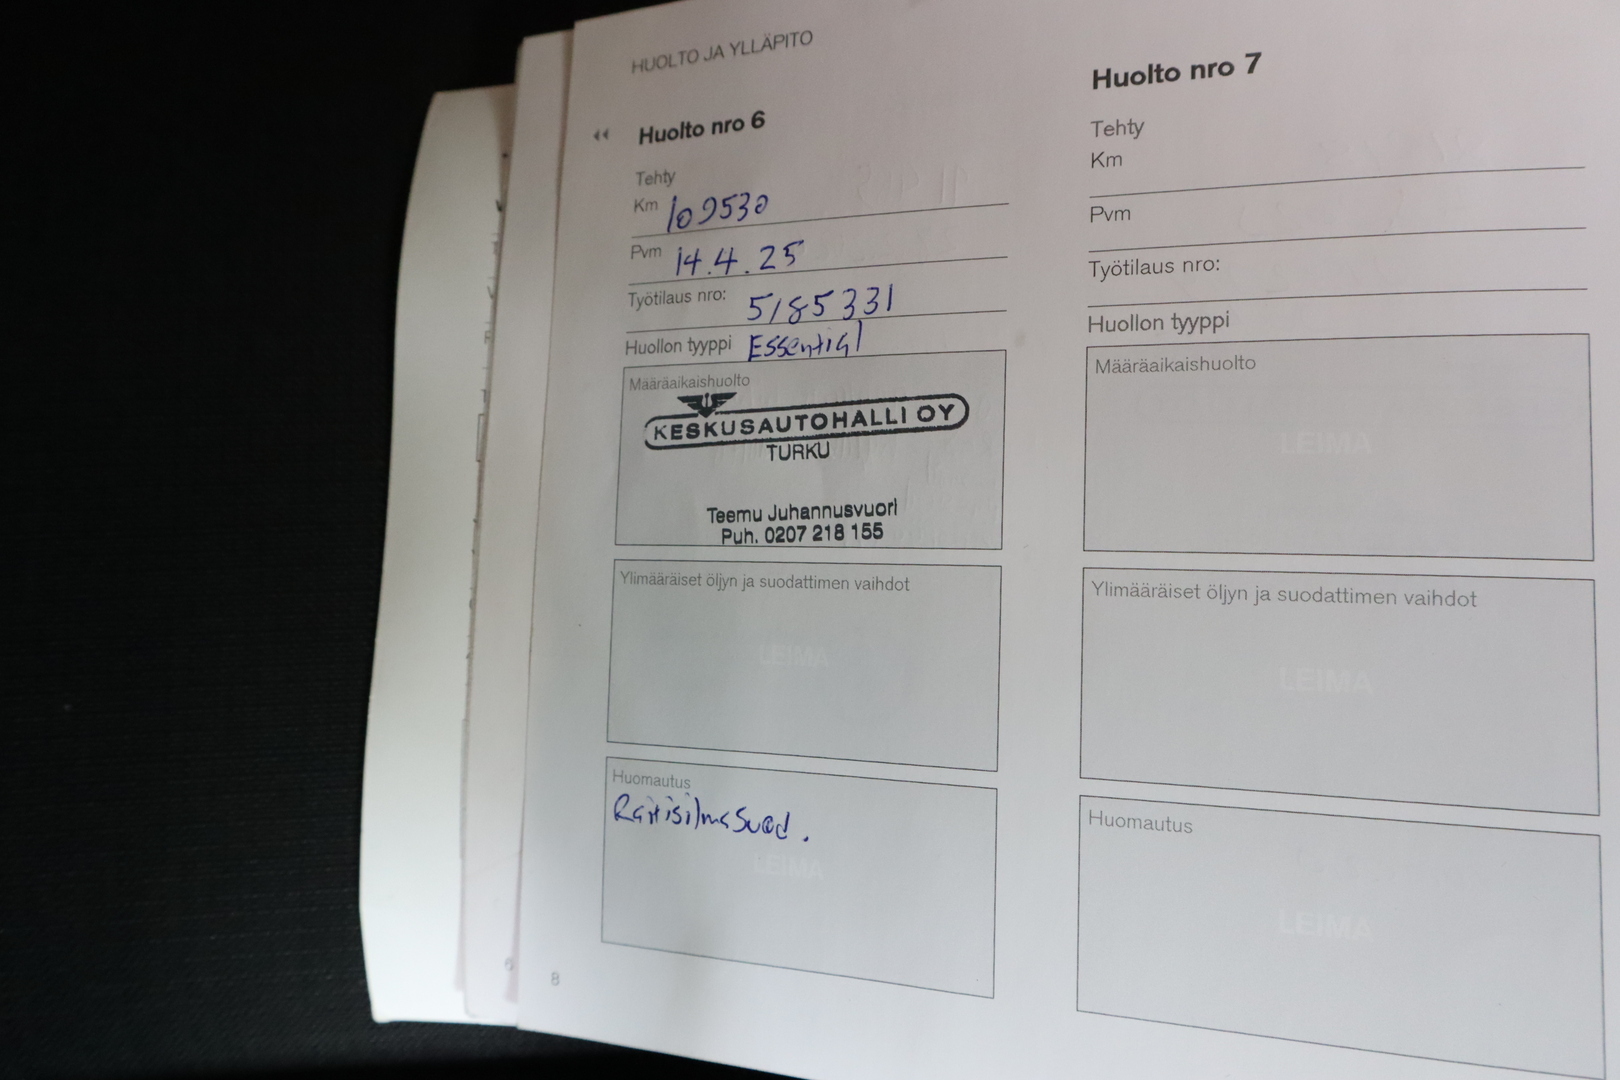 HUOLTO JA YLLÄPITO
Huolto nro 6
Tehty
Km 109530
Pvm 14.4.25
Työtilaus nro: 5185331
Huollon tyyppi Essential
Määräaikaishuolto
KESKUSAUTOHALLI OY
TURKU
Teemu Juhannusvuori
Puh. 0207 218 155
Ylimääräiset öljyn ja suodattimen vaihdot
LEIMA
Huomautus
Raitisilmasuod.
LEIMA
6
8
Huolto nro 7
Tehty
Km
Pvm
Työtilaus nro:
Huollon tyyppi
Määräaikaishuolto
LEIMA
Ylimääräiset öljyn ja suodattimen vaihdot
LEIMA
Huomautus
LEIMA